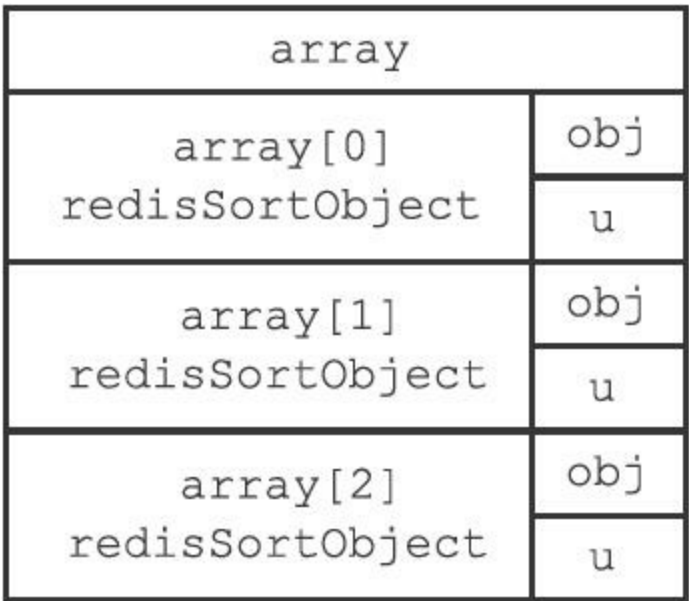 array
array[0]
redisSortObject
obj
u
array[1]
redisSortObject
obj
u
array[2]
redisSortObject
obj
u